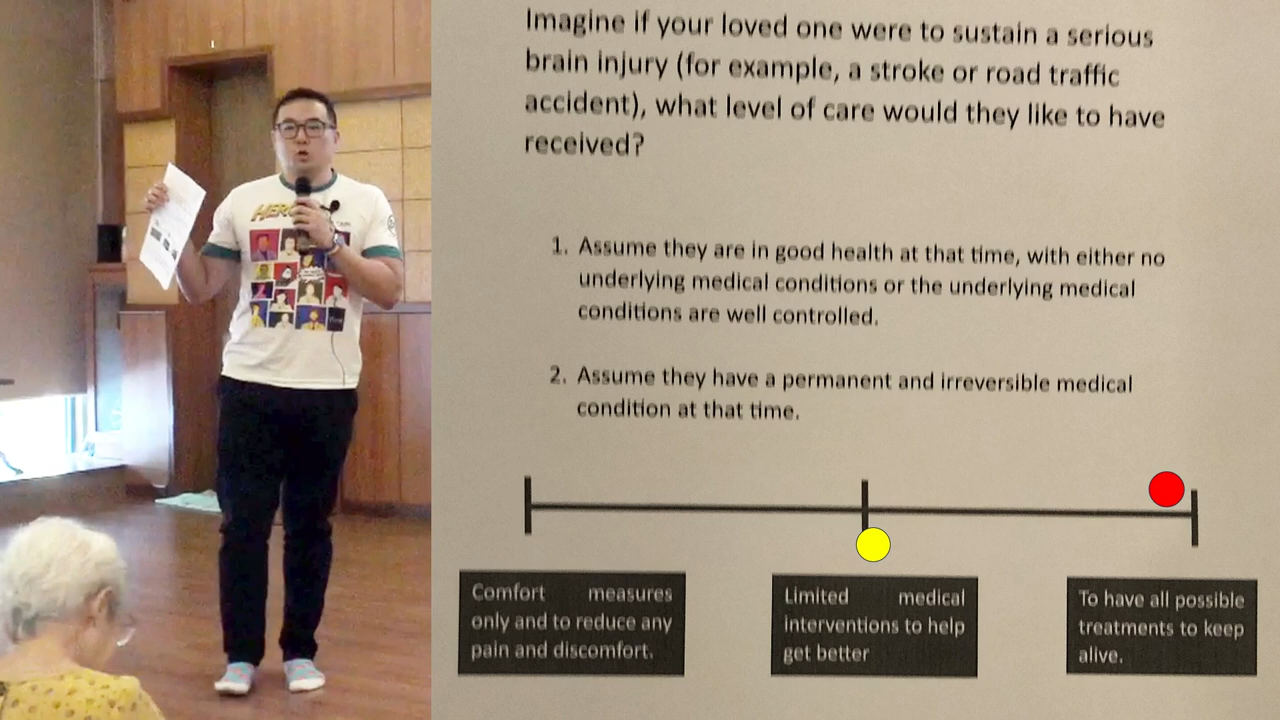 HERO
Imagine if your loved one were to sustain a serious
brain injury (for example, a stroke or road traffic
accident), what level of care would they like to have
received?
1. Assume they are in good health at that time, with either no
underlying medical conditions or the underlying medical
conditions are well controlled.
2. Assume they have a permanent and irreversible medical
condition at that time.
Comfort measures
only and to reduce any
pain and discomfort.
Limited medical
interventions to help
get better
To have all possible
treatments to keep
alive.